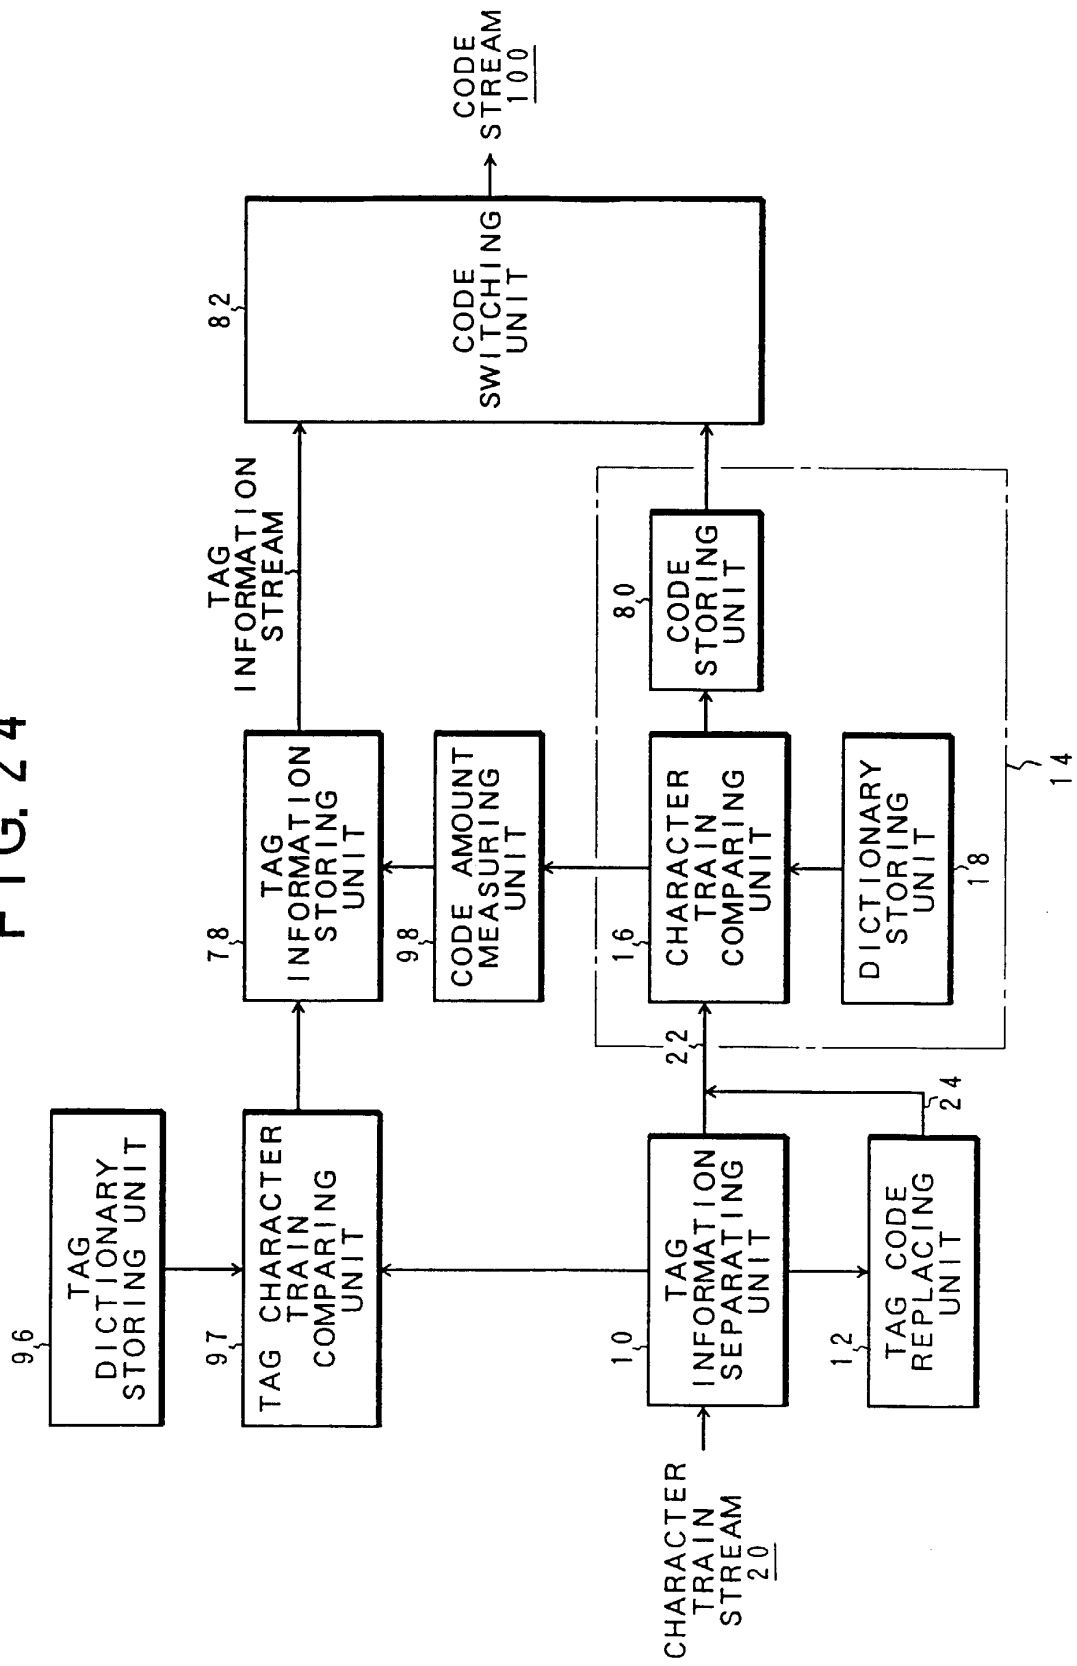 FIG. 24
96
TAG
DICTIONARY
STORING UNIT
97
TAG CHARACTER
TRAIN
COMPARING
UNIT
78
TAG
INFORMATION
STORING
UNIT
TAG
INFORMATION
STREAM
82
CODE
SWITCHING
UNIT
CODE
STREAM
100
98
CODE AMOUNT
MEASURING
UNIT
CHARACTER
TRAIN
STREAM
20
10
TAG
INFORMATION
SEPARATING
UNIT
22
16
CHARACTER
TRAIN
COMPARING
UNIT
80
CODE
STORING
UNIT
12
TAG CODE
REPLACING
UNIT
24
DICTIONARY
STORING
UNIT
18
14